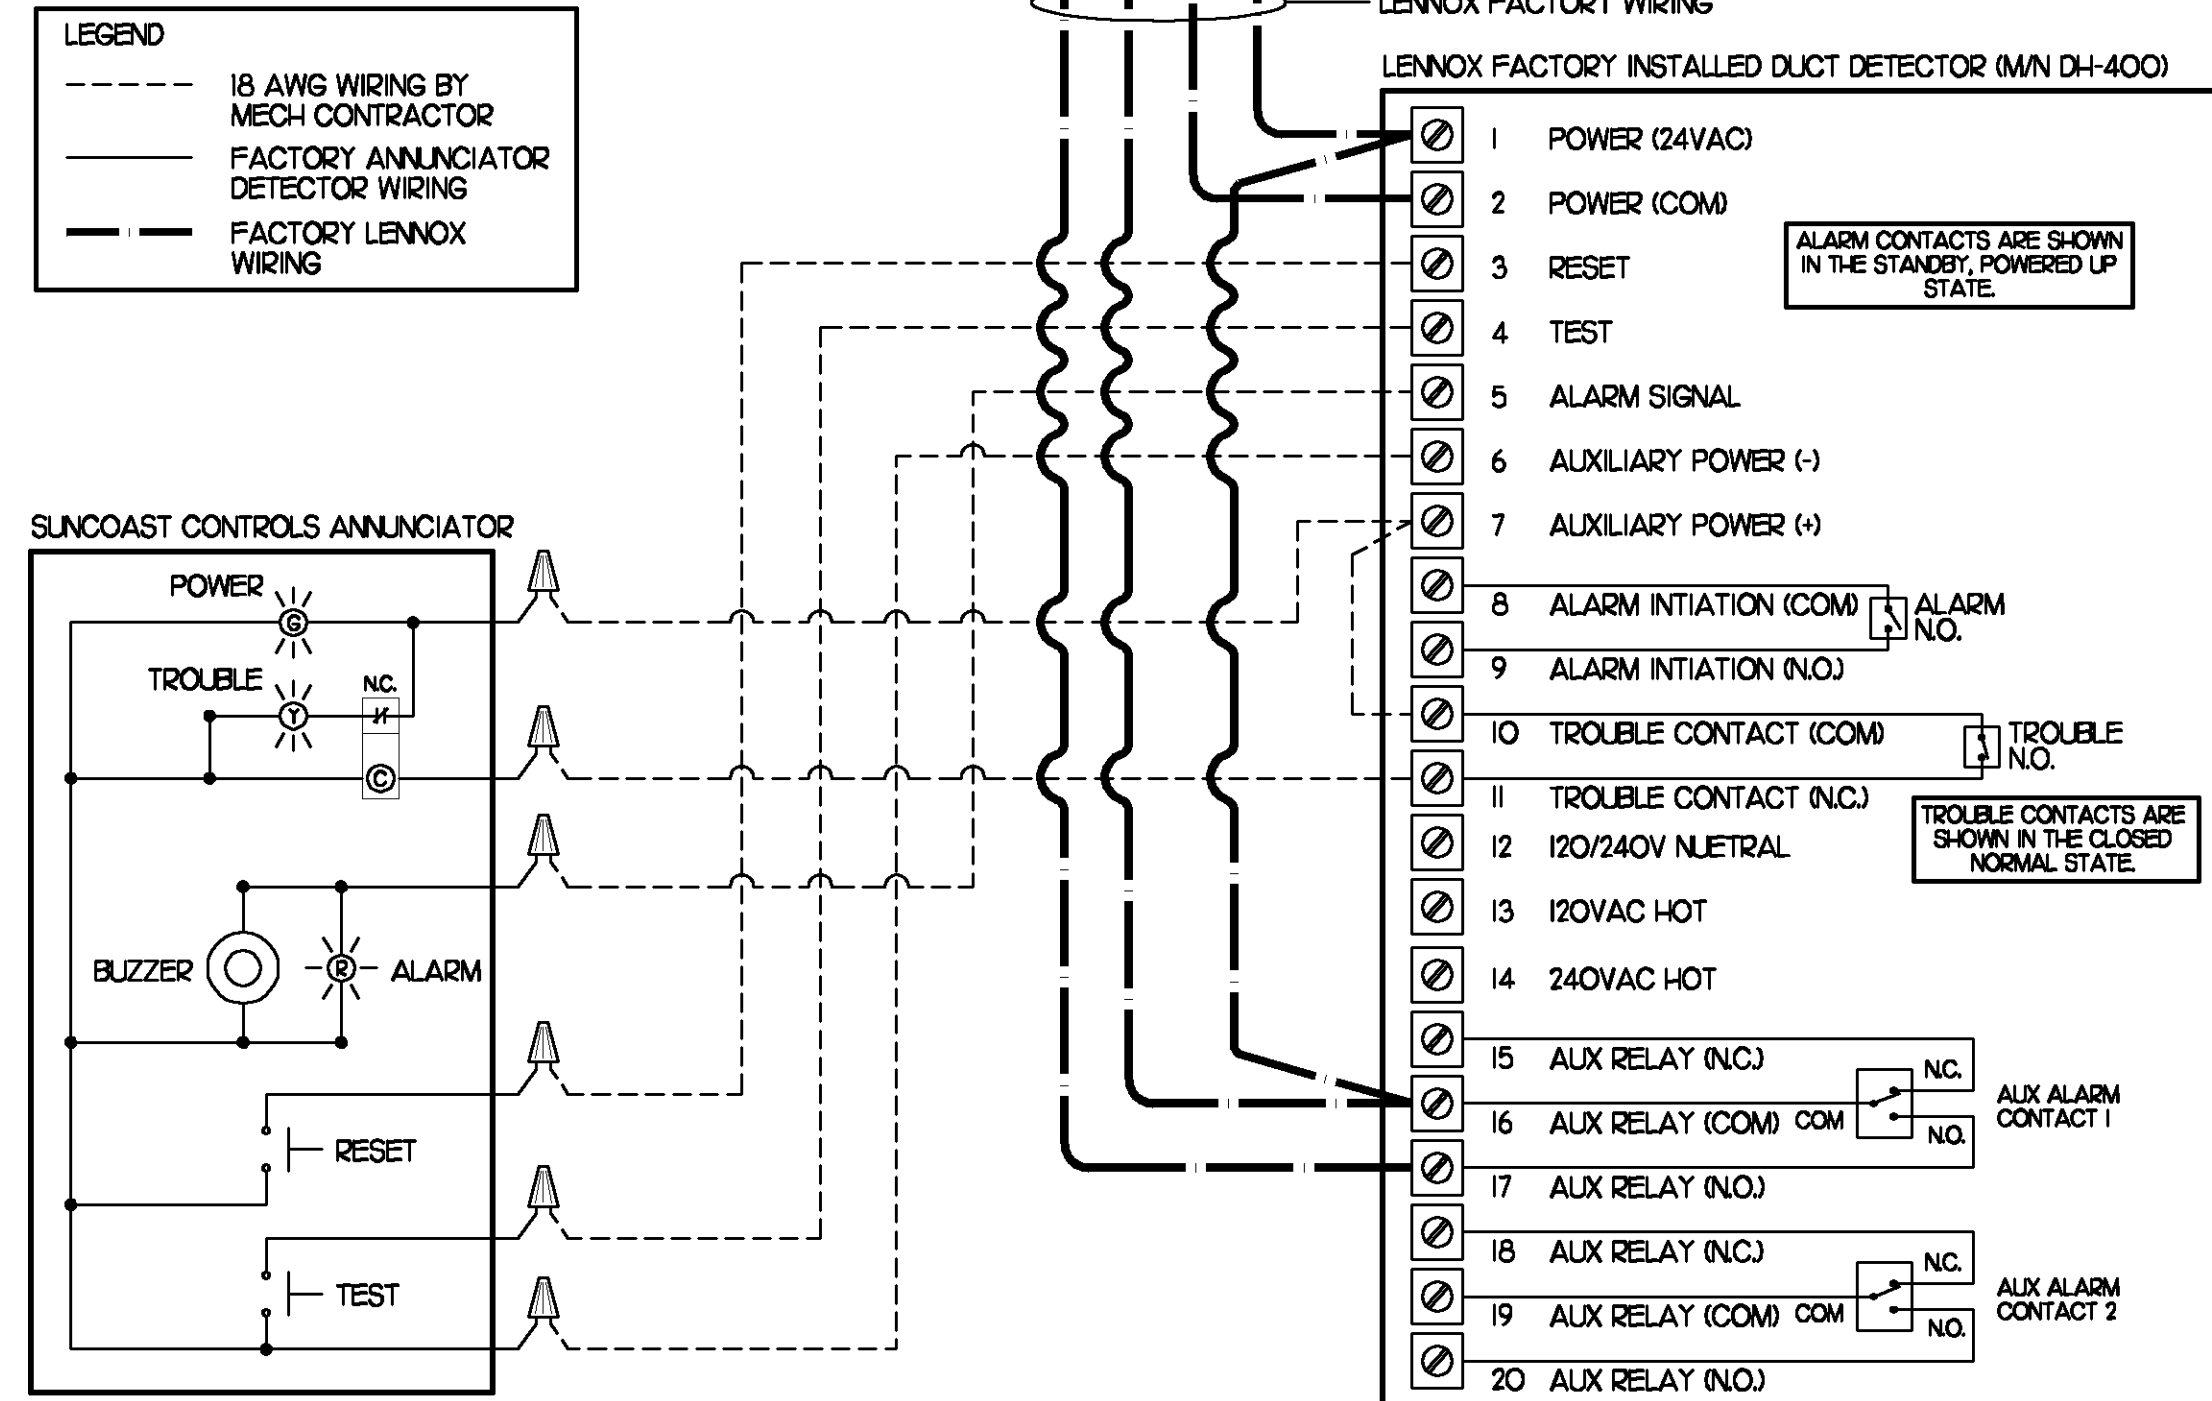 LEGEND
18 AWG WIRING BY
MECH CONTRACTOR
FACTORY ANNUNCIATOR
DETECTOR WIRING
FACTORY LENNOX
WIRING
LENNOX FACTORY WIRING
LENNOX FACTORY INSTALLED DUCT DETECTOR (M/N DH-400)
1 POWER (24VAC)
2 POWER (COM)
ALARM CONTACTS ARE SHOWN
IN THE STANDBY, POWERED UP
STATE.
3 RESET
4 TEST
5 ALARM SIGNAL
6 AUXILIARY POWER (-)
7 AUXILIARY POWER (+)
8 ALARM INTIATION (COM)
ALARM
N.O.
9 ALARM INTIATION (N.O.)
10 TROUBLE CONTACT (COM)
TROUBLE
N.O.
11 TROUBLE CONTACT (N.C.)
TROUBLE CONTACTS ARE
SHOWN IN THE CLOSED
NORMAL STATE.
12 120/240V NUETRAL
13 120VAC HOT
14 240VAC HOT
15 AUX RELAY (N.C.)
N.C.
16 AUX RELAY (COM) COM
N.O.
AUX ALARM
CONTACT 1
17 AUX RELAY (N.O.)
18 AUX RELAY (N.C.)
N.C.
19 AUX RELAY (COM) COM
N.O.
AUX ALARM
CONTACT 2
20 AUX RELAY (N.O.)
SUNCOAST CONTROLS ANNUNCIATOR
POWER
G
TROUBLE
N.C.
Y
C
BUZZER
R
ALARM
RESET
TEST